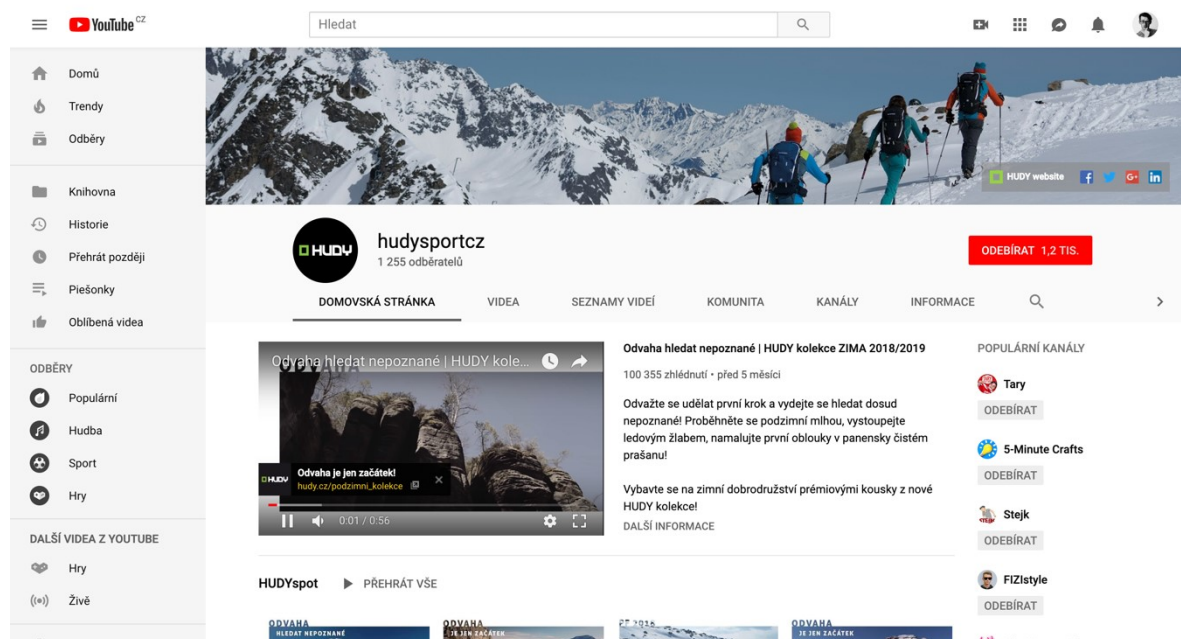 YouTube CZ
Hledat
Domů
Trendy
Odběry
Knihovna
Historie
Přehrát později
Piešonky
Oblíbená videa
ODBĚRY
Populární
Hudba
Sport
Hry
DALŠÍ VIDEA Z YOUTUBE
Hry
Živě
HUDY website
HUDY
hudysportcz
1 255 odběratelů
ODEBÍRAT 1,2 TIS.
DOMOVSKÁ STRÁNKA
VIDEA
SEZNAMY VIDEÍ
KOMUNITA
KANÁLY
INFORMACE
Odvaha hledat nepoznané | HUDY kole...
HUDY
Odvaha je jen začátek!
hudy.cz/podzimni_kolekce
0:01 / 0:56
Odvaha hledat nepoznané | HUDY kolekce ZIMA 2018/2019
100 355 zhlédnutí • před 5 měsíci
Odvažte se udělat první krok a vydejte se hledat dosud
nepoznané! Proběhněte se podzimní mlhou, vystoupejte
ledovým žlabem, namalujte první oblouky v panensky čistém
prašanu!
Vybavte se na zimní dobrodružství prémiovými kousky z nové
HUDY kolekce!
DALŠÍ INFORMACE
POPULÁRNÍ KANÁLY
Tary
ODEBÍRAT
5-Minute Crafts
ODEBÍRAT
Stejk
ODEBÍRAT
FIZIstyle
ODEBÍRAT
HUDYspot
PŘEHRÁT VŠE
ODVAHA
HLEDAT NEPOZNANÉ
ODVAHA
JE JEN ZAČÁTEK
PF 2016
ODVAHA
JE JEN ZAČÁTEK